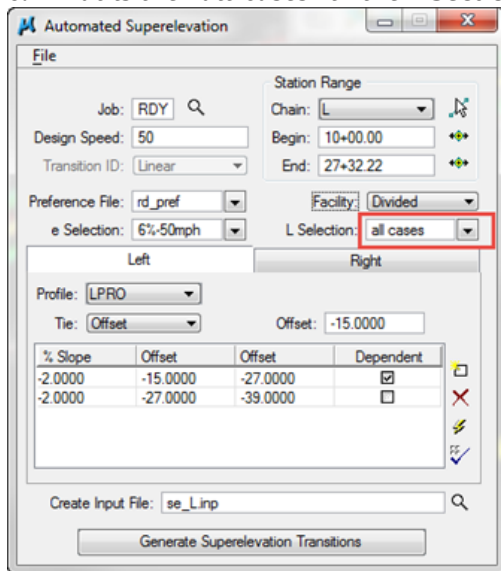 Automated Superelevation
File
Station Range
Job: RDY
Chain: L
Design Speed: 50
Begin: 10+00.00
Transition ID: Linear
End: 27+32.22
Preference File: rd_pref
Facility: Divided
e Selection: 6%-50mph
L Selection: all cases
Left
Right
Profile: LPRO
Tie: Offset
Offset: -15.0000
% Slope Offset Offset Dependent
-2.0000 -15.0000 -27.0000
-2.0000 -27.0000 -39.0000
Create Input File: se_L.inp
Generate Superelevation Transitions